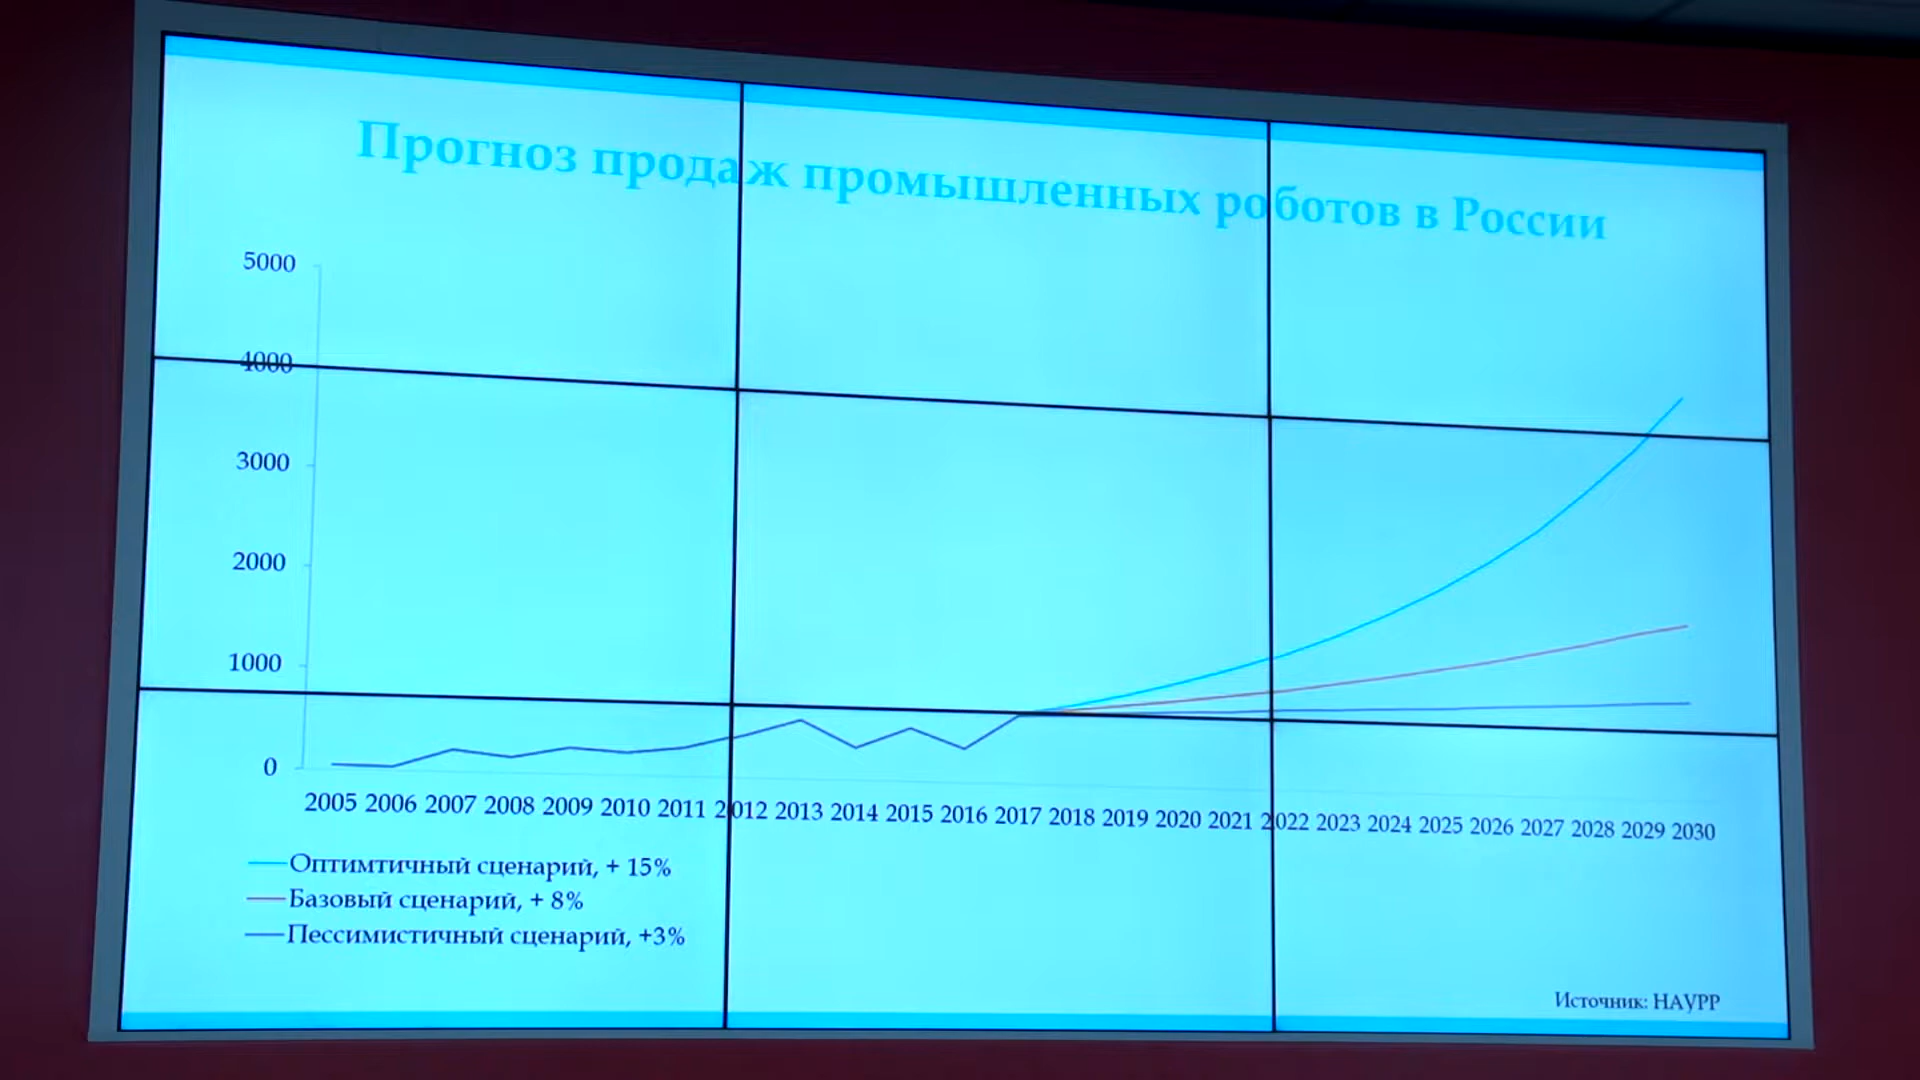 Прогноз продаж промышленных роботов в России
5000
4000
3000
2000
1000
0
2005 2006 2007 2008 2009 2010 2011 2012 2013 2014 2015 2016 2017 2018 2019 2020 2021 2022 2023 2024 2025 2026 2027 2028 2029 2030
Оптимтичный сценарий, + 15%
Базовый сценарий, + 8%
Пессимистичный сценарий, +3%
Источник: НАУРР